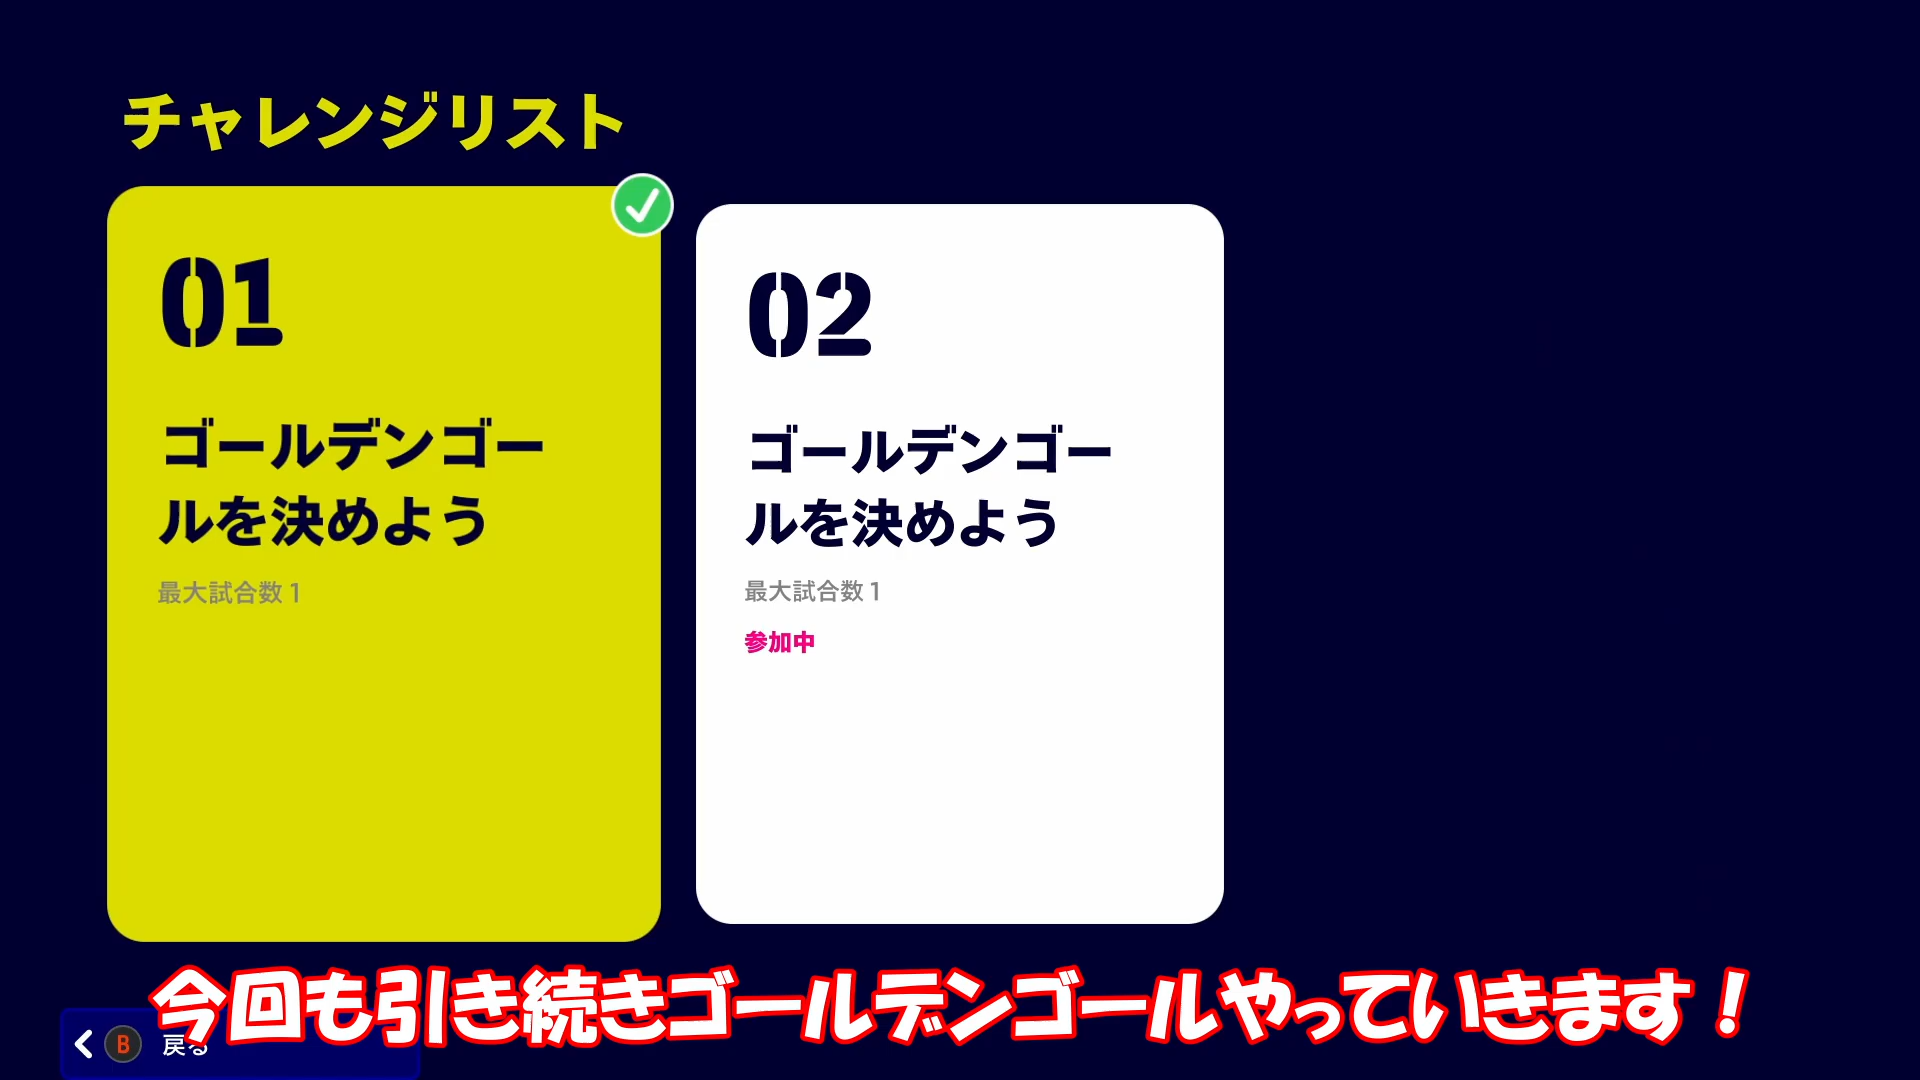 チャレンジリスト
01
ゴールデンゴー
ルを決めよう
最大試合数 1
02
ゴールデンゴー
ルを決めよう
最大試合数 1
参加中
今回も引き続きゴールデンゴールやっていきます！
B 戻る